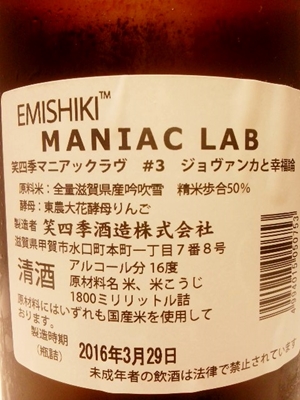 EMISHIKI™
MANIAC LAB
笑四季マニアックラヴ #3 ジョヴァンカと幸福論
原料米：全量滋賀県産吟吹雪 精米歩合50%
酵母：東農大花酵母りんご
製造者 笑四季酒造株式会社
滋賀県甲賀市水口町本町一丁目7番8号
清酒
アルコール分 16度
原材料名 米、米こうじ
1800ミリリットル詰
原材料にはいずれも国産米を使用して
おります。
製造時期
(瓶詰)
2016年3月29日
未成年者の飲酒は法律で禁止されています